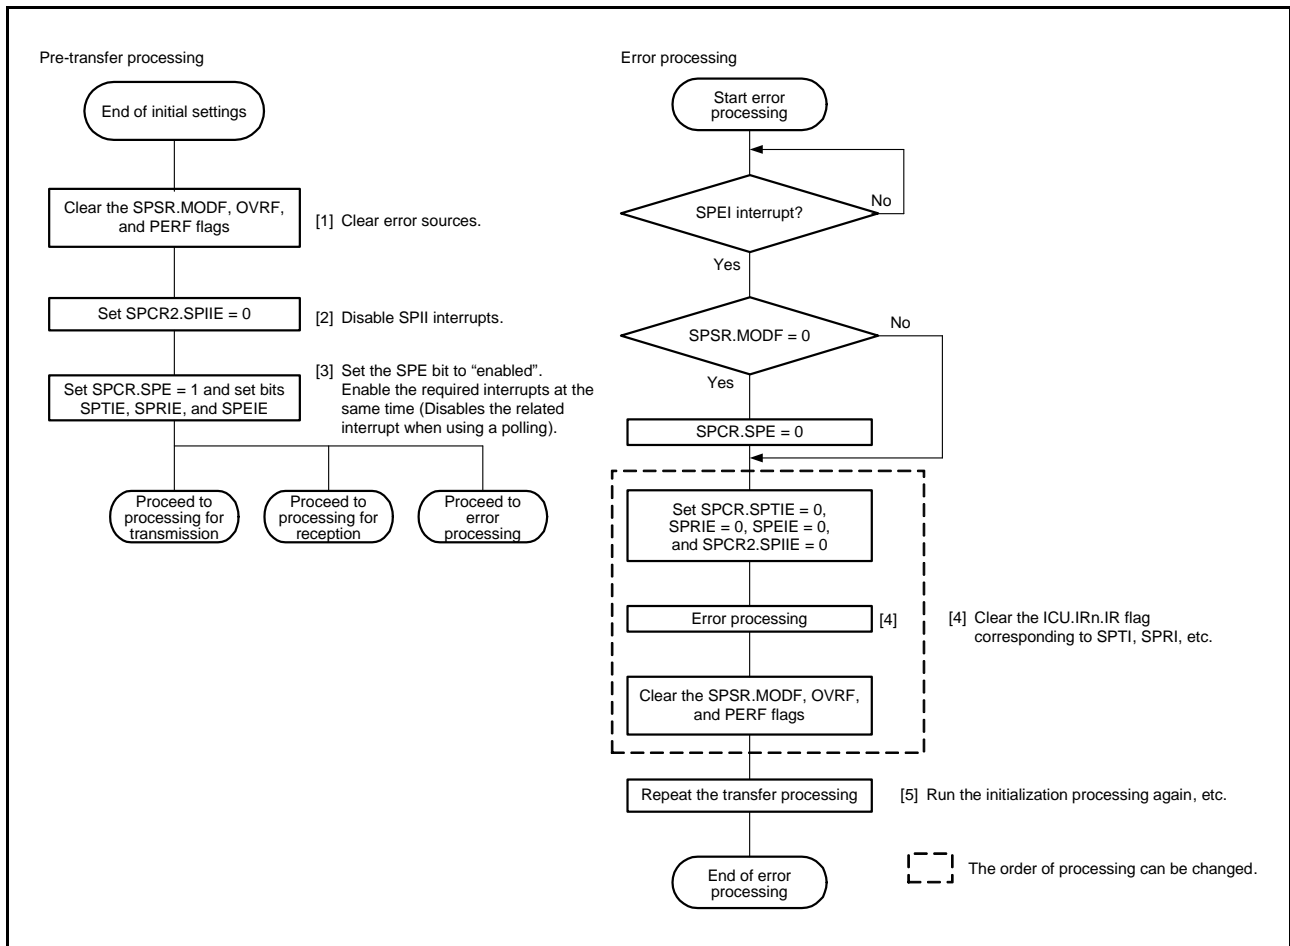 Pre-transfer processing
End of initial settings
Clear the SPSR.MODF, OVRF,
and PERF flags
[1] Clear error sources.
Set SPCR2.SPIIE = 0
[2] Disable SPII interrupts.
Set SPCR.SPE = 1 and set bits
SPTIE, SPRIE, and SPEIE
[3] Set the SPE bit to “enabled”.
Enable the required interrupts at the
same time (Disables the related
interrupt when using a polling).
Proceed to
processing for
transmission
Proceed to
processing for
reception
Proceed to
error
processing
Error processing
Start error
processing
SPEI interrupt?
No
Yes
SPSR.MODF = 0
No
Yes
SPCR.SPE = 0
Set SPCR.SPTIE = 0,
SPRIE = 0, SPEIE = 0,
and SPCR2.SPIIE = 0
Error processing
[4]
[4] Clear the ICU.IRn.IR flag
corresponding to SPTI, SPRI, etc.
Clear the SPSR.MODF, OVRF,
and PERF flags
Repeat the transfer processing
[5] Run the initialization processing again, etc.
End of error
processing
The order of processing can be changed.